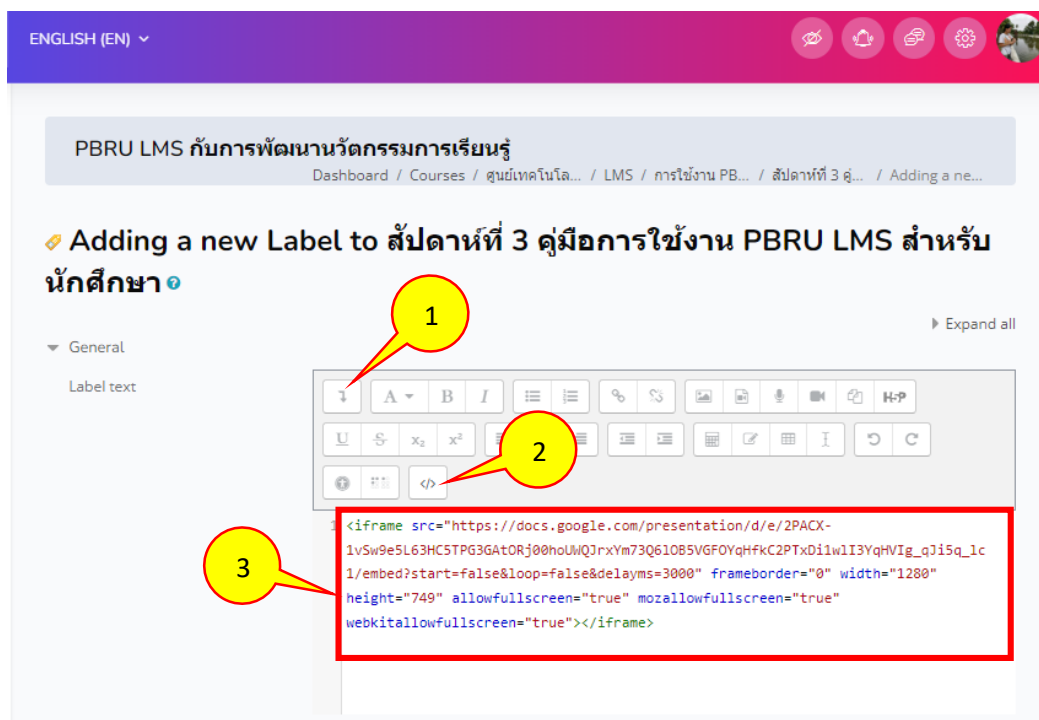 ENGLISH (EN)
PBRU LMS กับการพัฒนานวัตกรรมการเรียนรู้
Dashboard / Courses / ศูนย์เทคโนโล... / LMS / การใช้งาน PB... / สัปดาห์ที่ 3 คู่... / Adding a ne...
Adding a new Label to สัปดาห์ที่ 3 คู่มือการใช้งาน PBRU LMS สำหรับ
นักศึกษา
1
Expand all
General
Label text
A B I H-P
U S x₂ x²
2
</>
3
1 <iframe src="https://docs.google.com/presentation/d/e/2PACX-
1vSw9e5L63HC5TPG3GAtORj00hoUWQJrxYm73Q6lOB5VGFOYqHfkC2PTxDi1wlI3YqHVIg_qJi5q_lc
1/embed?start=false&loop=false&delayms=3000" frameborder="0" width="1280"
height="749" allowfullscreen="true" mozallowfullscreen="true"
webkitallowfullscreen="true"></iframe>